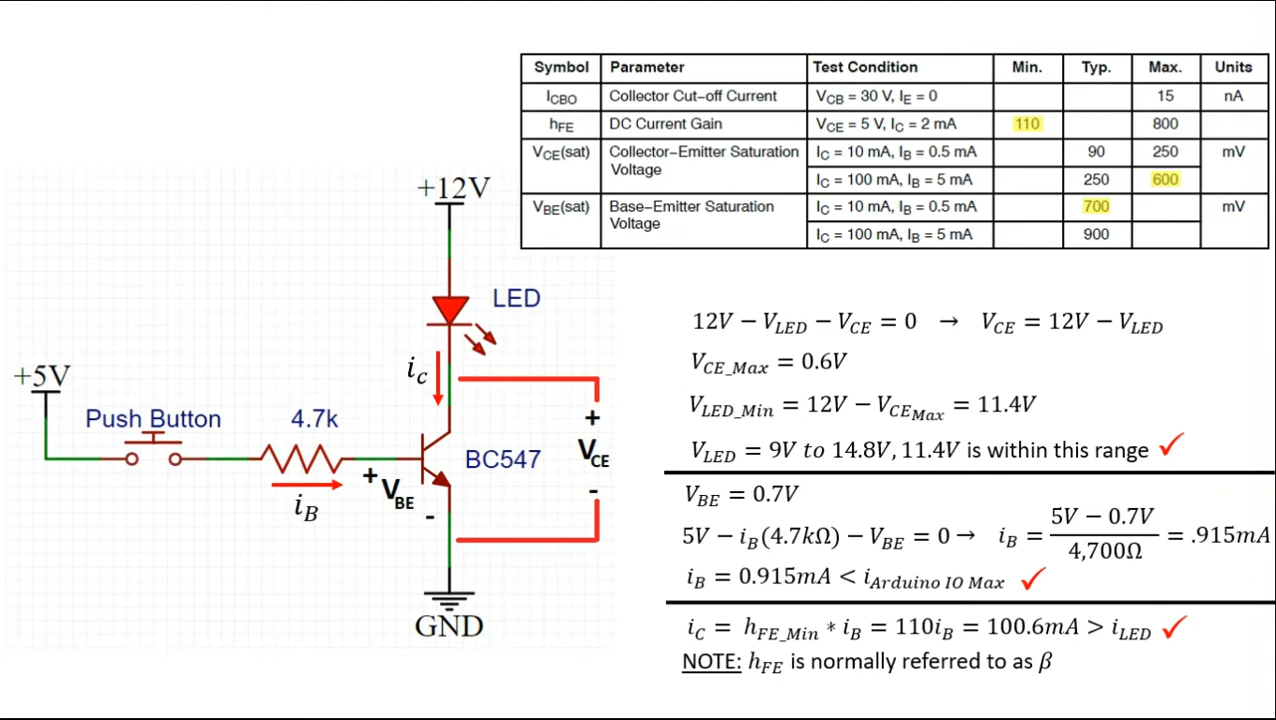 Symbol Parameter Test Condition Min. Typ. Max. Units
ICBO Collector Cut–off Current VCB = 30 V, IE = 0 15 nA
hFE DC Current Gain VCE = 5 V, IC = 2 mA 110 800
VCE(sat) Collector–Emitter Saturation Voltage IC = 10 mA, IB = 0.5 mA 90 250 mV
IC = 100 mA, IB = 5 mA 250 600
VBE(sat) Base–Emitter Saturation Voltage IC = 10 mA, IB = 0.5 mA 700 mV
IC = 100 mA, IB = 5 mA 900
+12V
LED
iC
+5V
Push Button
4.7k
iB
+
VBE
-
BC547
+
VCE
-
GND
12V − VLED − VCE = 0 → VCE = 12V − VLED
VCE_Max = 0.6V
VLED_Min = 12V − VCEMax = 11.4V
VLED = 9V to 14.8V, 11.4V is within this range ✓
VBE = 0.7V
5V − iB(4.7kΩ) − VBE = 0 → iB = (5V − 0.7V) / 4,700Ω = .915mA
iB = 0.915mA < iArduino IO Max ✓
iC = hFE_Min * iB = 110iB = 100.6mA > iLED ✓
NOTE: hFE is normally referred to as β